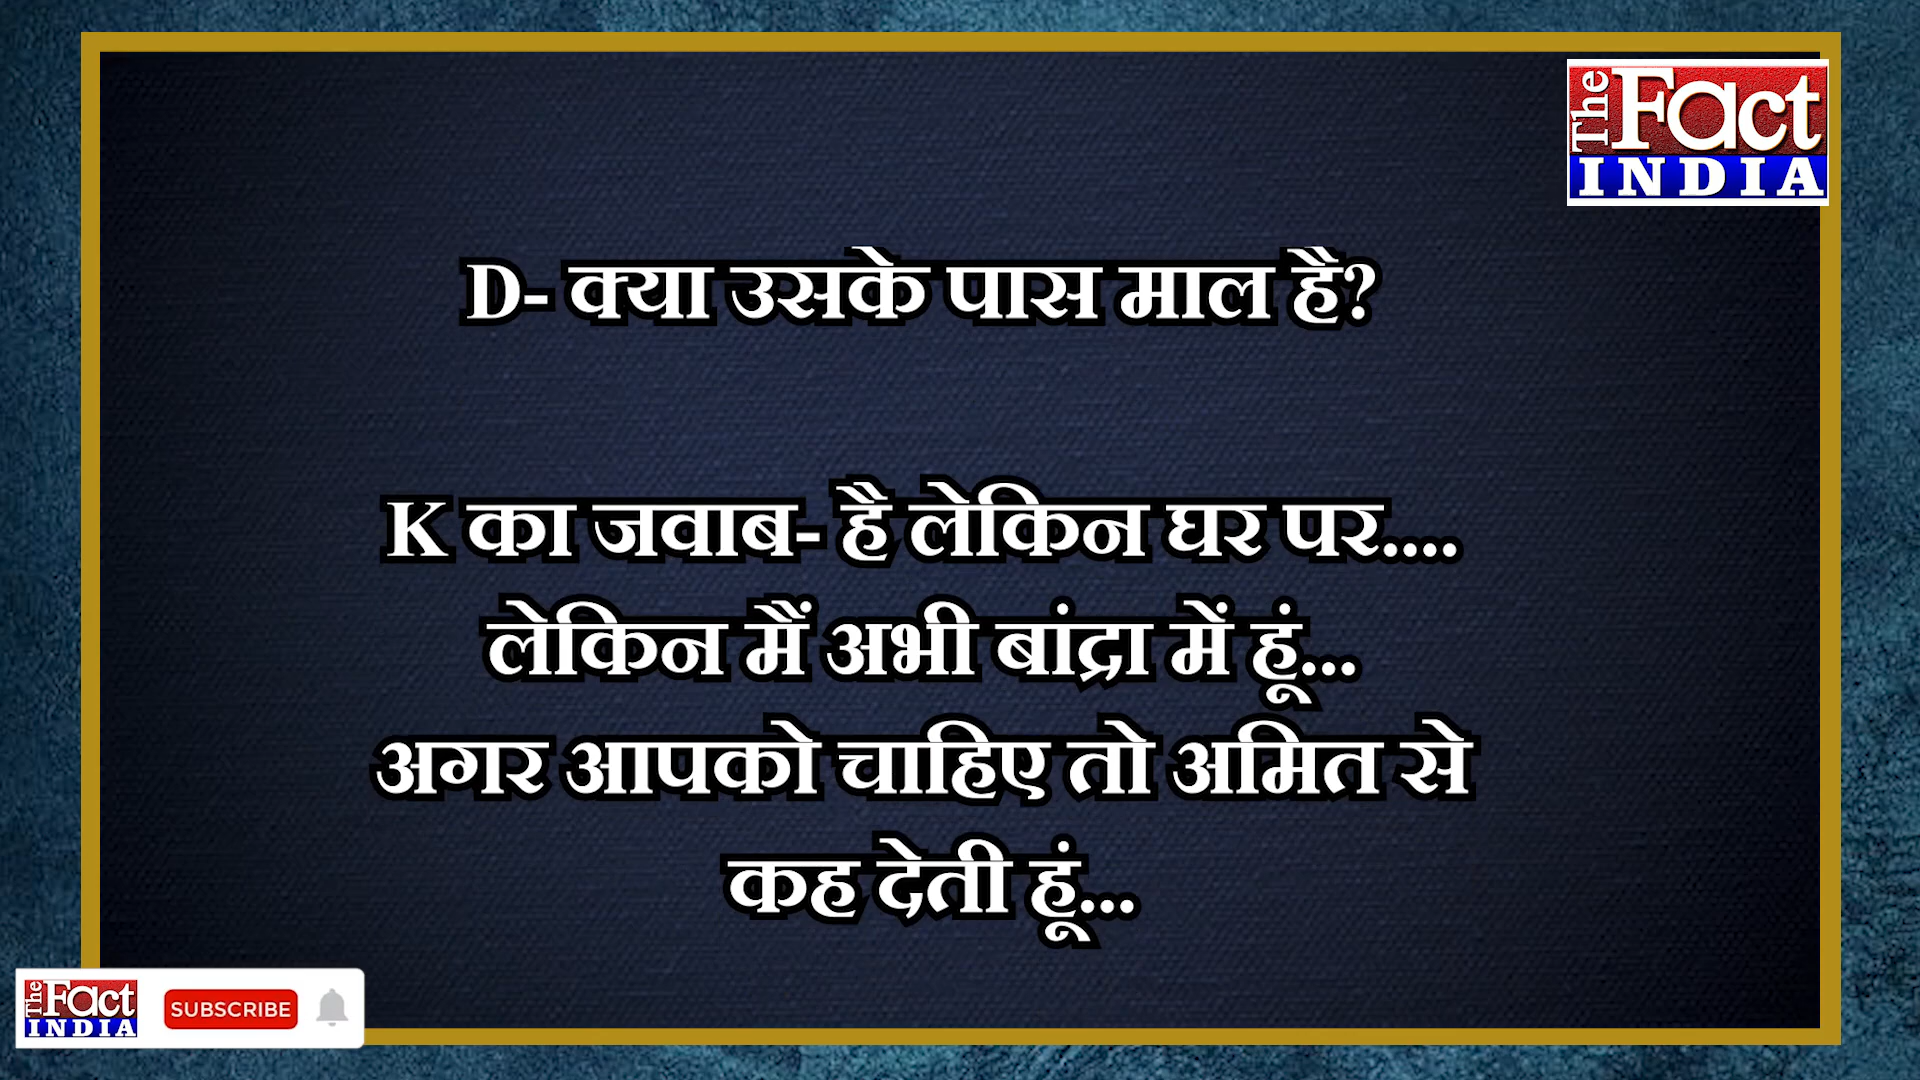 The Fact
INDIA
D- क्या उसके पास माल है?
K का जवाब- है लेकिन घर पर....
लेकिन मैं अभी बांद्रा में हूं...
अगर आपको चाहिए तो अमित से
कह देती हूं...
The Fact
INDIA
SUBSCRIBE